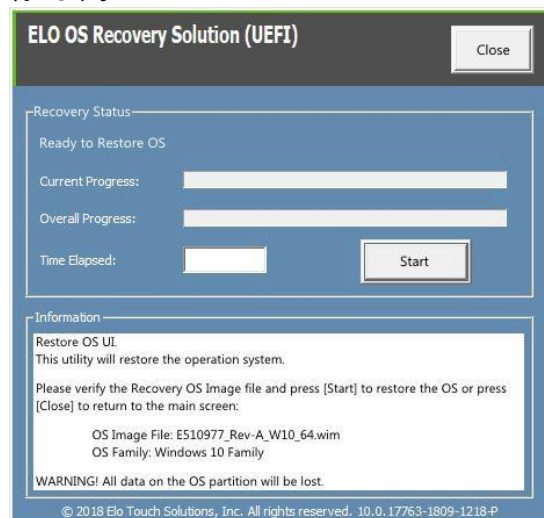 ELO OS Recovery Solution (UEFI)
Close
Recovery Status
Ready to Restore OS
Current Progress:
Overall Progress:
Time Elapsed:
Start
Information
Restore OS UI.
This utility will restore the operation system.
Please verify the Recovery OS Image file and press [Start] to restore the OS or press
[Close] to return to the main screen:
OS Image File: E510977_Rev-A_W10_64.wim
OS Family: Windows 10 Family
WARNING! All data on the OS partition will be lost.
© 2018 Elo Touch Solutions, Inc. All rights reserved. 10.0.17763-1809-1218-P